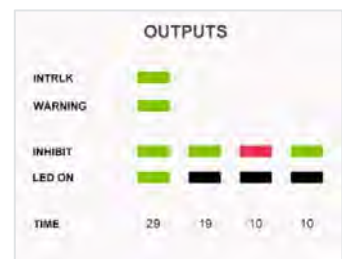 OUTPUTS
INTRLK
WARNING
INHIBIT
LED ON
TIME 29 19 10 10